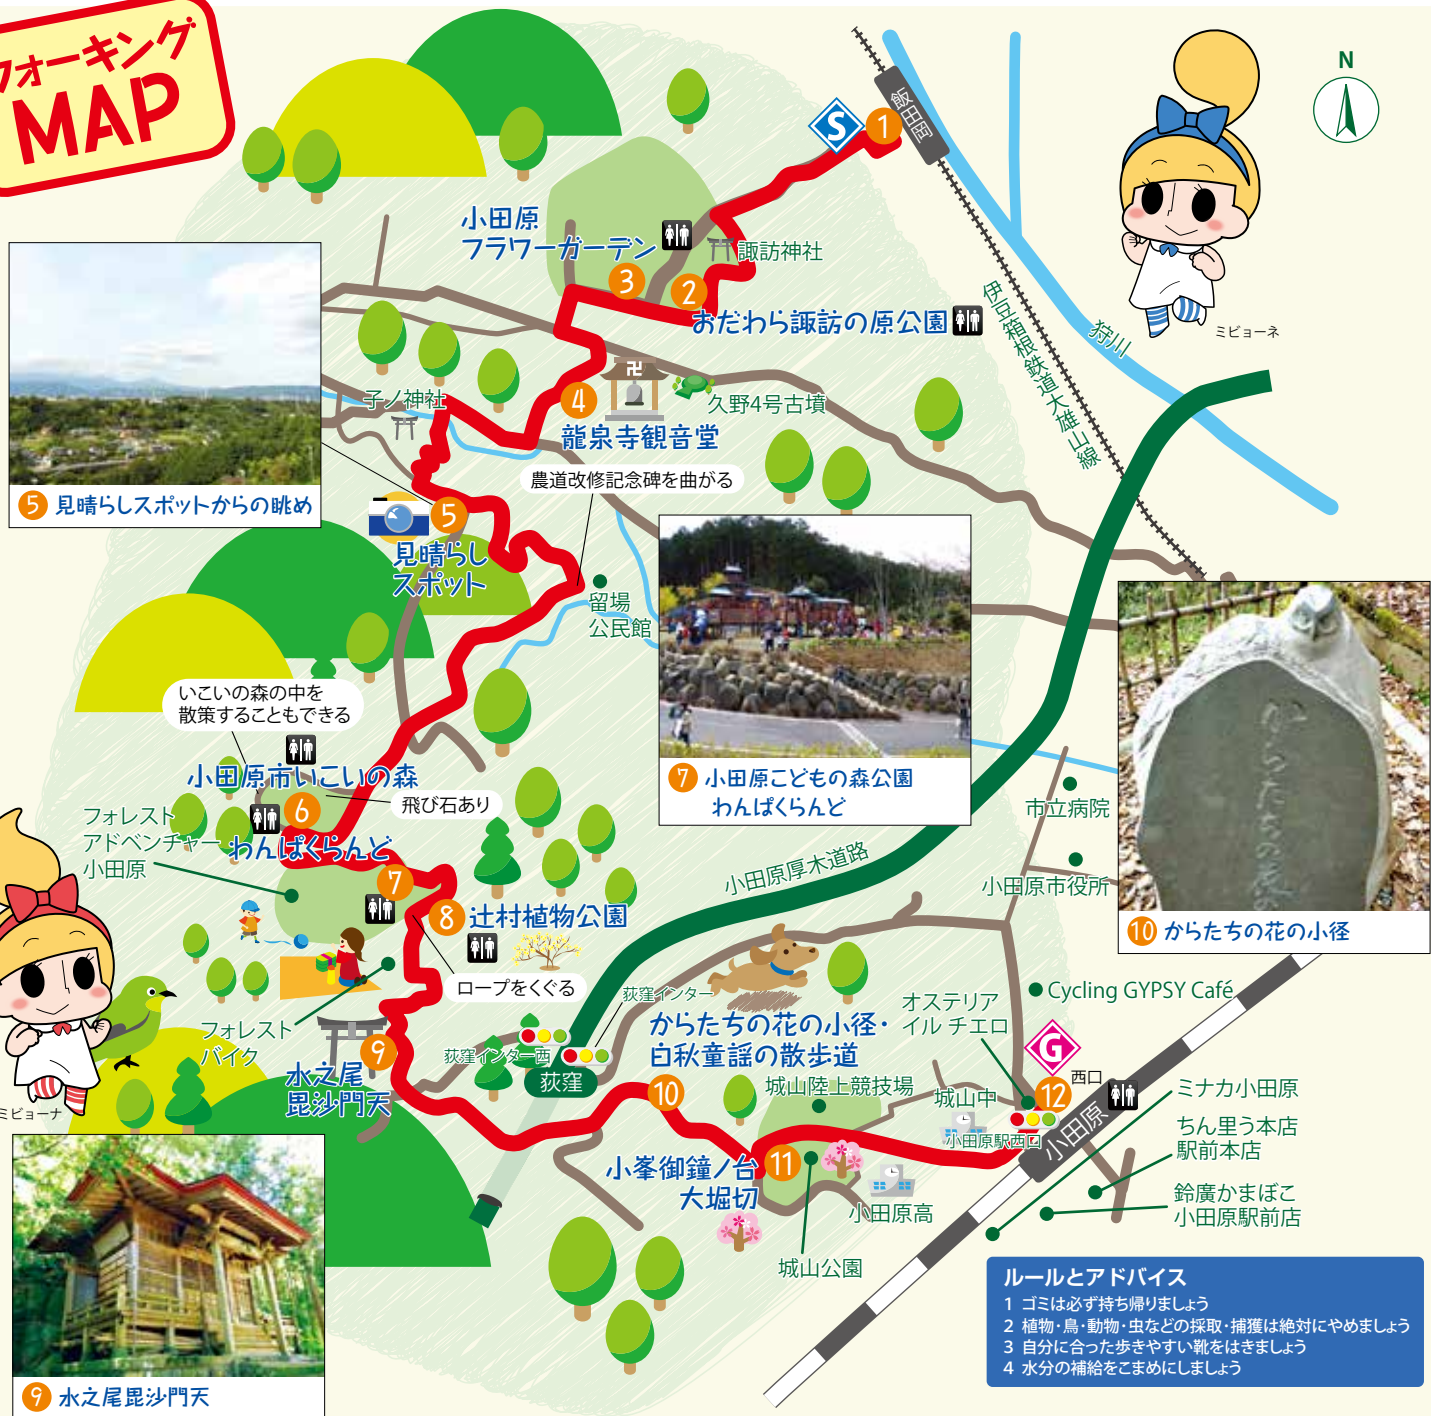 ウォーキング
MAP
N
S
1
飯田岡
小田原
フラワーガーデン
3
2
諏訪神社
おだわら諏訪の原公園
伊豆箱根鉄道大雄山線
狩川
ミビョーネ
子ノ神社
4
龍泉寺観音堂
卍
久野4号古墳
農道改修記念碑を曲がる
5 見晴らしスポットからの眺め
5
見晴らし
スポット
留場
公民館
いこいの森の中を
散策することもできる
小田原市いこいの森
6
飛び石あり
フォレスト
アドベンチャー
小田原
わんぱくらんど
7
7 小田原こどもの森公園
わんぱくらんど
8 辻村植物公園
ロープをくぐる
小田原厚木道路
市立病院
小田原市役所
からたちの花
10 からたちの花の小径
フォレスト
バイク
ミビョーナ
水之尾
毘沙門天
9
荻窪インター
荻窪インター西
荻窪
からたちの花の小径・
白秋童謡の散歩道
10
オステリア
イル チエロ
Cycling GYPSY Café
G
12
西口
城山陸上競技場
城山中
小田原駅西口
小田原
ミナカ小田原
ちん里う本店
駅前本店
鈴廣かまぼこ
小田原駅前店
小峯御鐘ノ台
大堀切
11
小田原高
城山公園
9 水之尾毘沙門天
ルールとアドバイス
1 ゴミは必ず持ち帰りましょう
2 植物・鳥・動物・虫などの採取・捕獲は絶対にやめましょう
3 自分に合った歩きやすい靴をはきましょう
4 水分の補給をこまめにしましょう